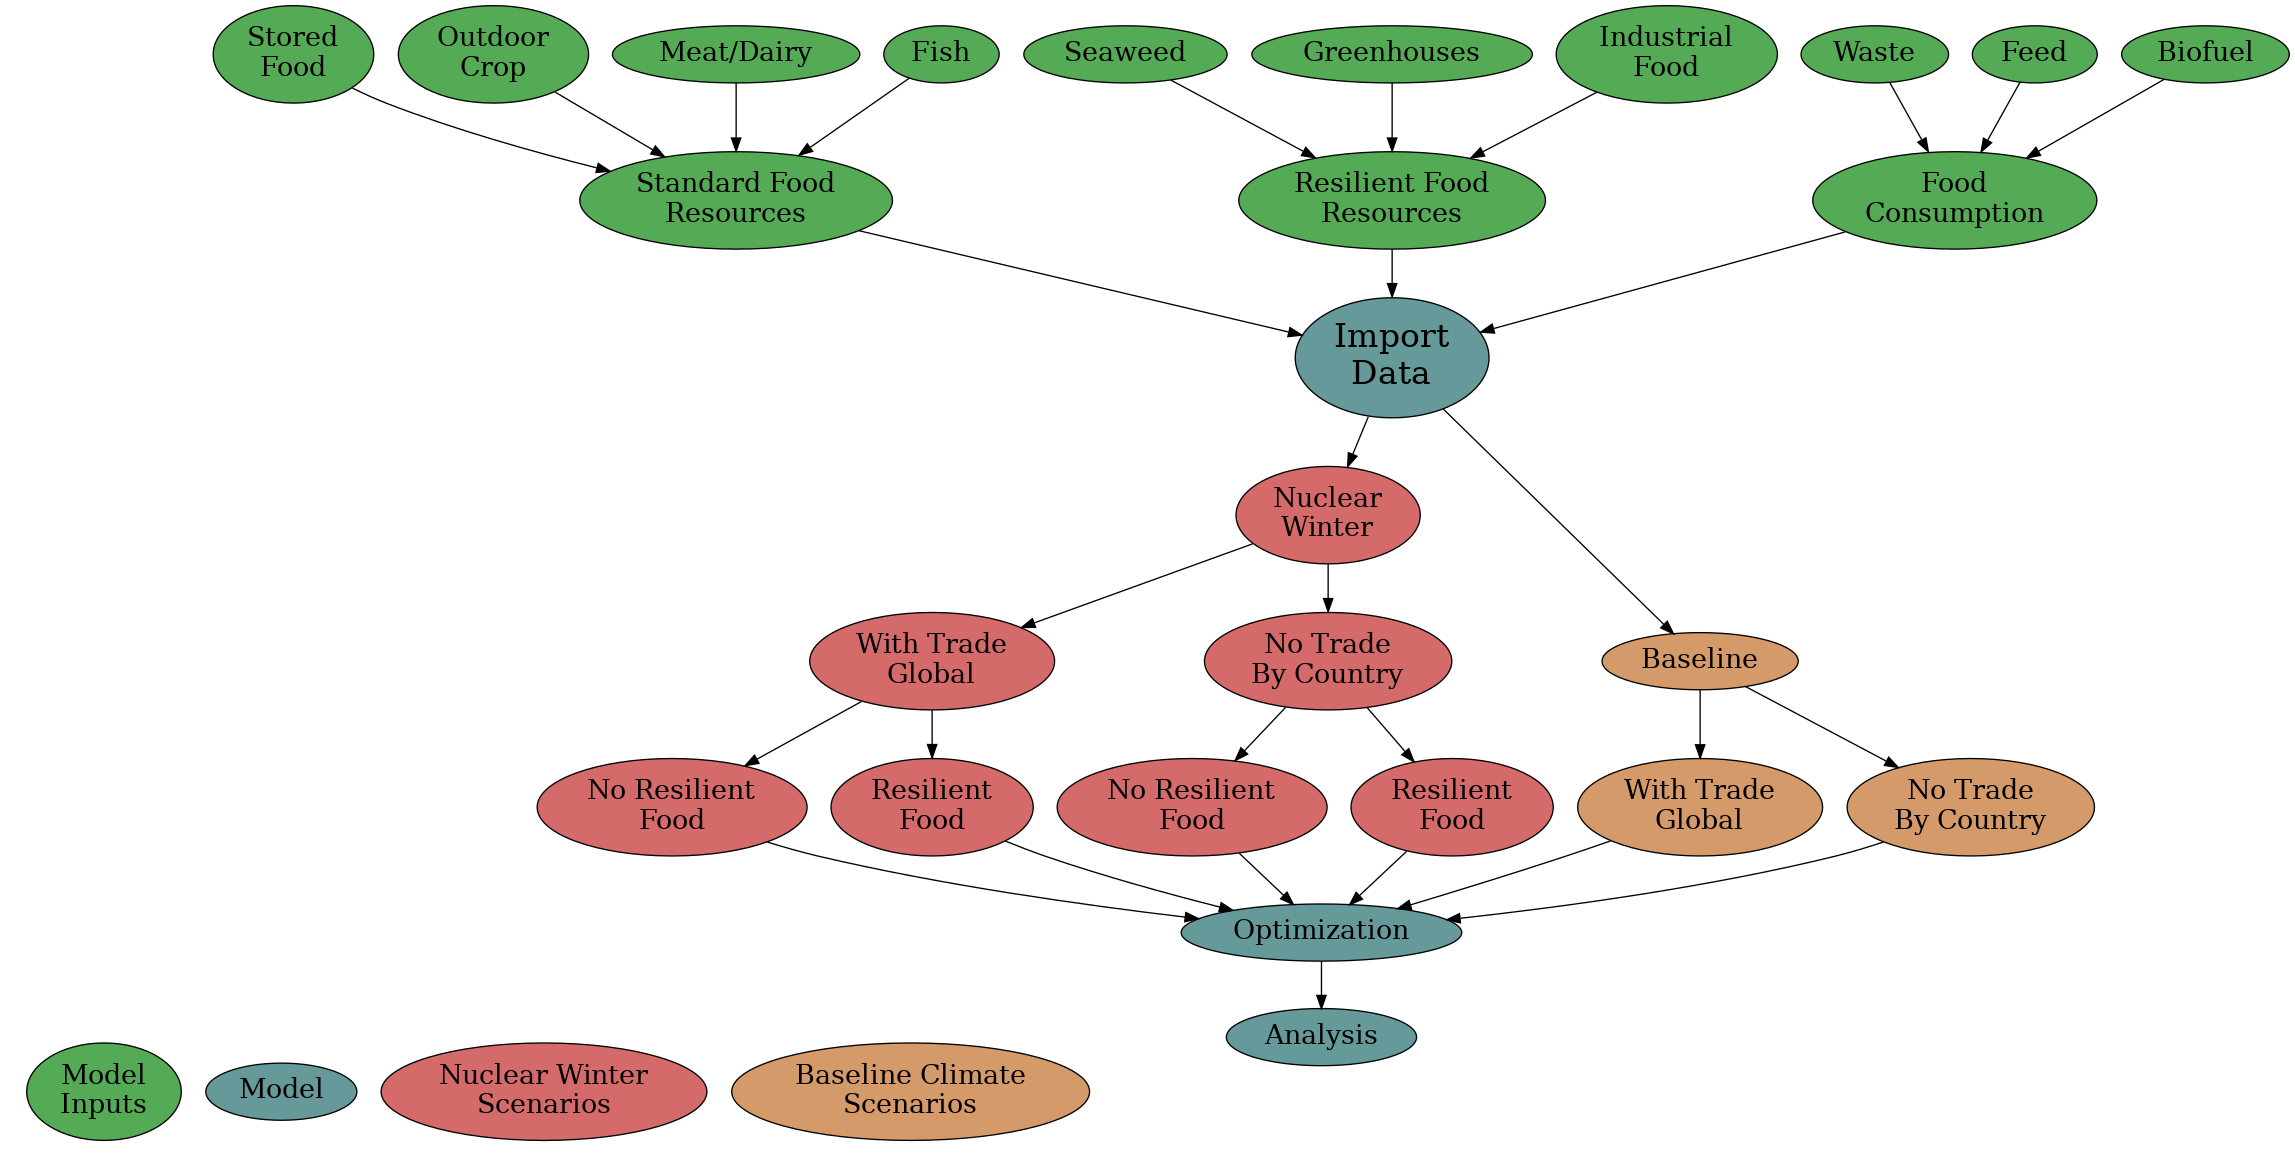 Stored
Food
Outdoor
Crop
Meat/Dairy
Fish
Seaweed
Greenhouses
Industrial
Food
Waste
Feed
Biofuel
Standard Food
Resources
Resilient Food
Resources
Food
Consumption
Import
Data
Nuclear
Winter
With Trade
Global
No Trade
By Country
Baseline
No Resilient
Food
Resilient
Food
No Resilient
Food
Resilient
Food
With Trade
Global
No Trade
By Country
Optimization
Analysis
Model
Inputs
Model
Nuclear Winter
Scenarios
Baseline Climate
Scenarios